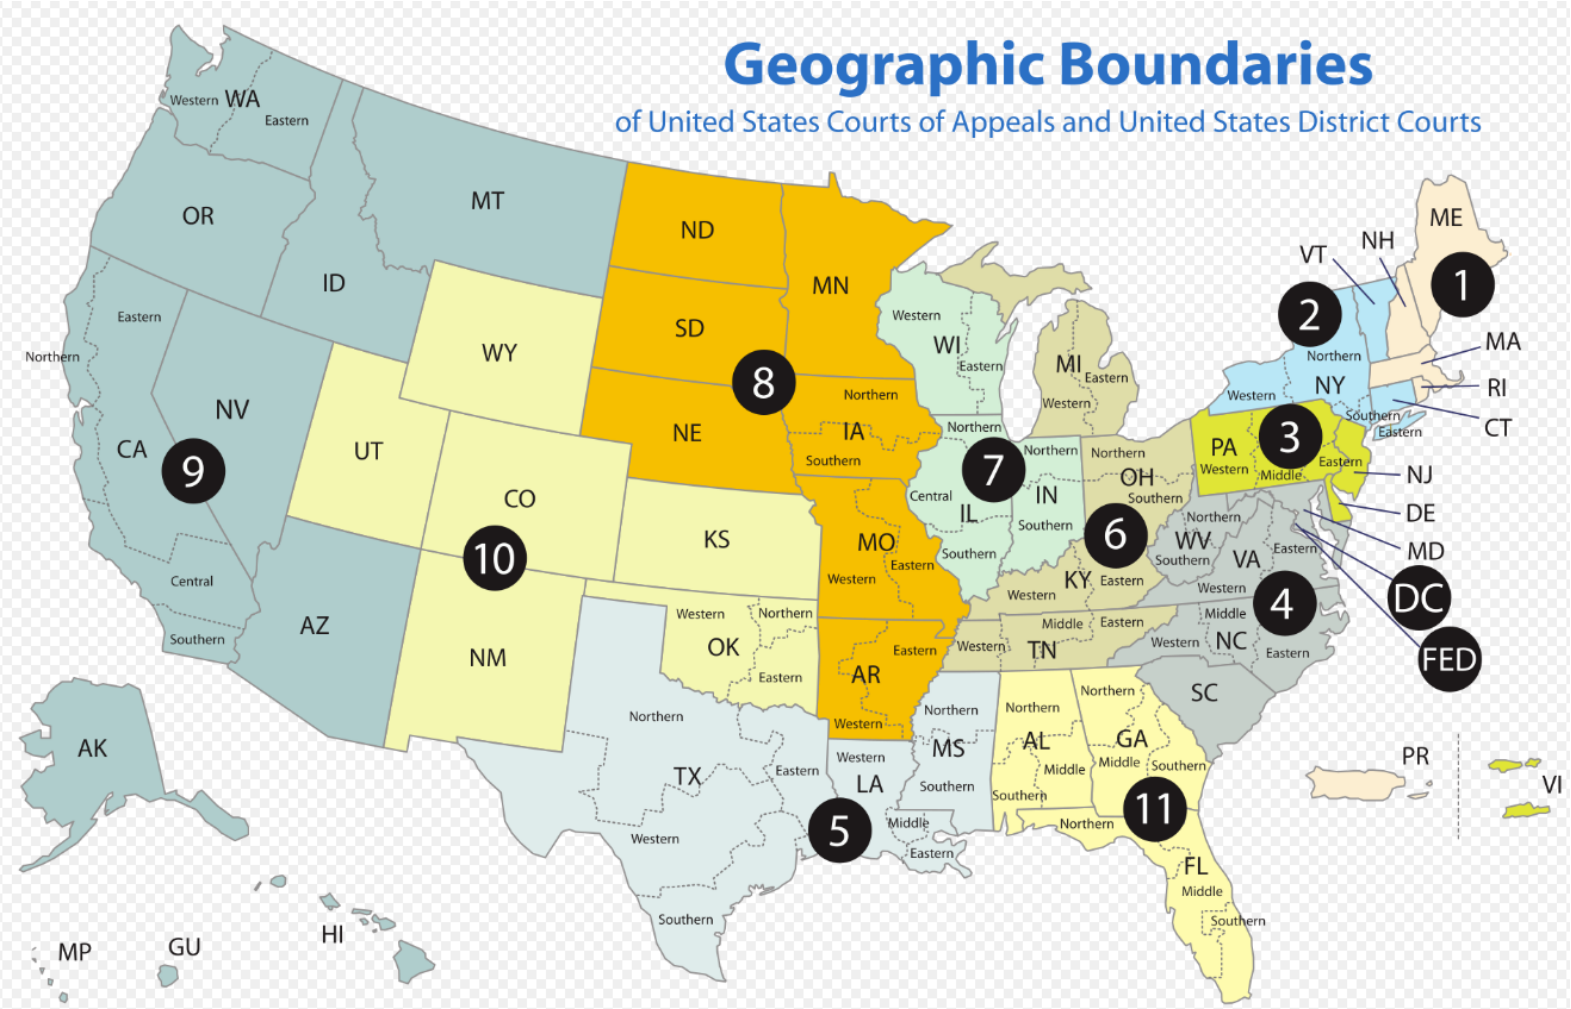 Geographic Boundaries
of United States Courts of Appeals and United States District Courts
Western WA
Eastern
OR
ID
MT
ND
MN
SD
8
NE
Northern
IA
Southern
WY
Eastern
Northern
NV
CA
9
Central
Southern
UT
CO
10
KS
AZ
NM
Western
Northern
OK
Eastern
MO
Western
Eastern
Eastern
AR
Western
Western
WI
Eastern
MI
Eastern
Western
Northern
7
Central
IL
Southern
Northern
IN
Southern
Northern
OH
Southern
6
KY
Eastern
Western
Middle
Eastern
Western
TN
ME
NH
VT
1
2
Northern
NY
Western
Southern
Eastern
MA
RI
CT
PA
3
Western
Middle
Eastern
NJ
DE
MD
DC
FED
Northern
WV
Southern
VA
Eastern
Western
4
Middle
Western
NC
Eastern
SC
Northern
TX
Eastern
Western
Southern
Western
LA
5
Middle
Eastern
Northern
MS
Southern
Northern
AL
Middle
Southern
Northern
GA
Middle
Southern
11
Northern
FL
Middle
Southern
AK
HI
GU
MP
PR
VI